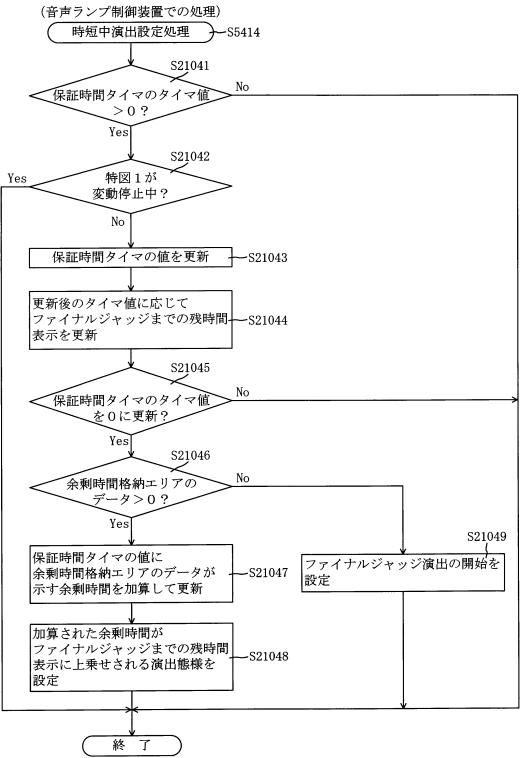 （音声ランプ制御装置での処理）
時短中演出設定処理
S5414
S21041
保証時間タイマのタイマ値
＞０？
No
Yes
S21042
特図１が
変動停止中？
Yes
No
保証時間タイマの値を更新
S21043
更新後のタイマ値に応じて
ファイナルジャッジまでの残時間
表示を更新
S21044
S21045
保証時間タイマのタイマ値
を０に更新？
No
Yes
S21046
余剰時間格納エリアの
データ＞０？
No
Yes
S21049
ファイナルジャッジ演出の開始を
設定
保証時間タイマの値に
余剰時間格納エリアのデータが
示す余剰時間を加算して更新
S21047
加算された余剰時間が
ファイナルジャッジまでの残時間
表示に上乗せされる演出態様を
設定
S21048
終 了